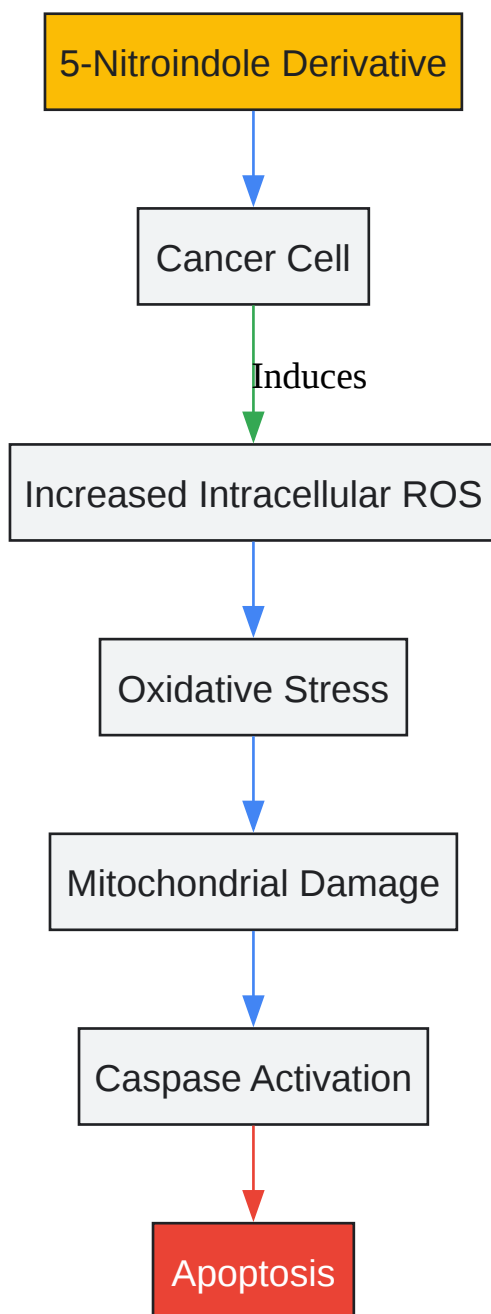 5-Nitroindole Derivative
Cancer Cell
Induces
Increased Intracellular ROS
Oxidative Stress
Mitochondrial Damage
Caspase Activation
Apoptosis